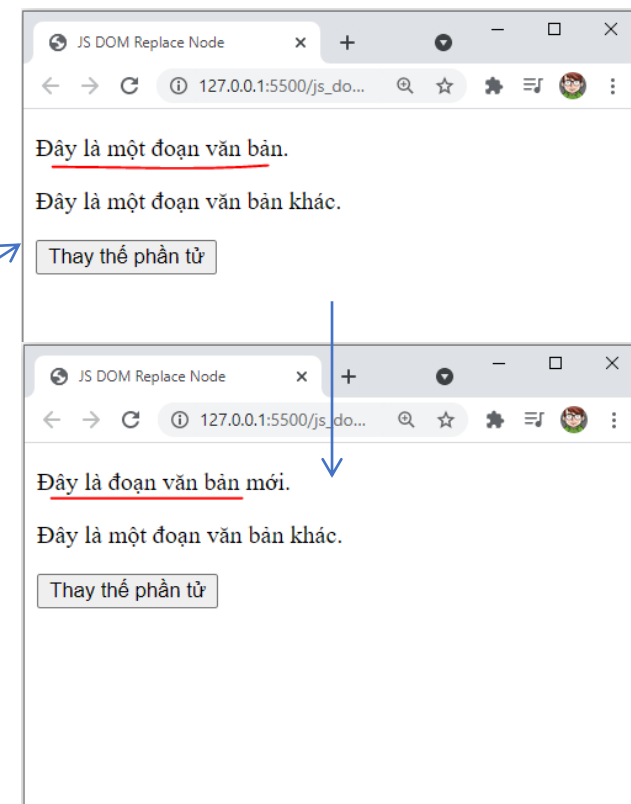 JS DOM Replace Node
127.0.0.1:5500/js_do...
Đây là một đoạn văn bản.
Đây là một đoạn văn bản khác.
Thay thế phần tử
JS DOM Replace Node
127.0.0.1:5500/js_do...
Đây là đoạn văn bản mới.
Đây là một đoạn văn bản khác.
Thay thế phần tử